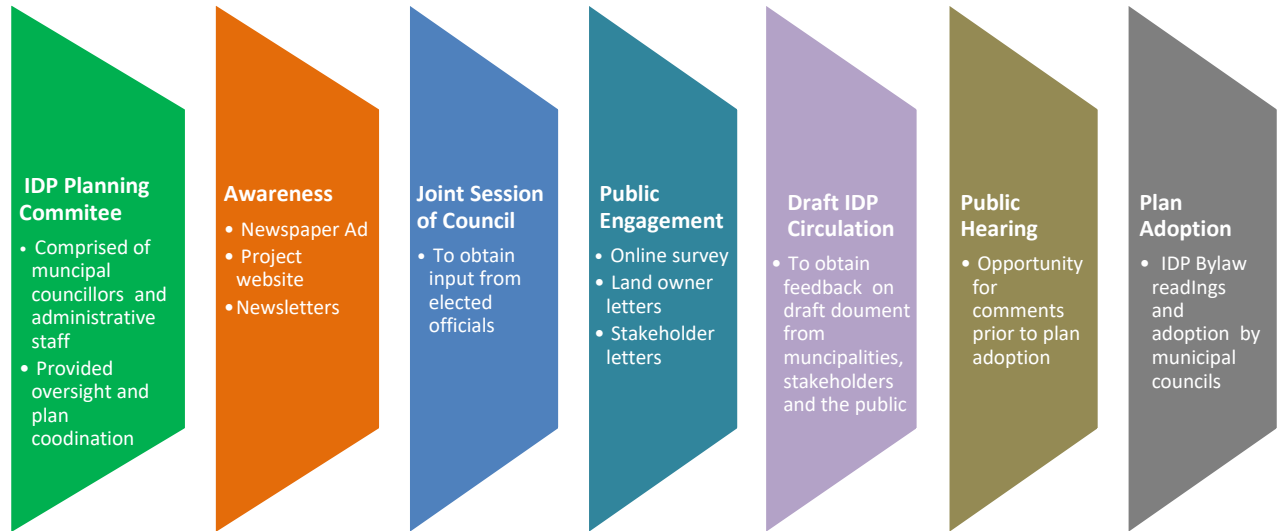 IDP Planning
Commitee
• Comprised of
muncipal
councillors and
administrative
staff
• Provided
oversight and
plan
coodination
Awareness
• Newspaper Ad
• Project
website
• Newsletters
Joint Session
of Council
• To obtain
input from
elected
officials
Public
Engagement
• Online survey
• Land owner
letters
• Stakeholder
letters
Draft IDP
Circulation
• To obtain
feedback on
draft doument
from
muncipalities,
stakeholders
and the public
Public
Hearing
• Opportunity
for
comments
prior to plan
adoption
Plan
Adoption
• IDP Bylaw
readIngs
and
adoption by
municipal
councils